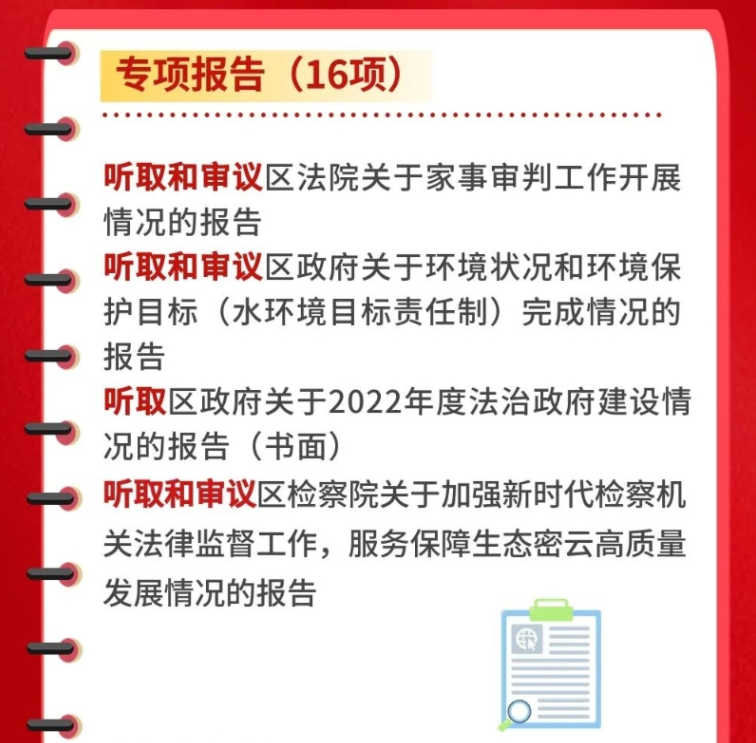 专项报告（16项）
听取和审议区法院关于家事审判工作开展
情况的报告
听取和审议区政府关于环境状况和环境保
护目标（水环境目标责任制）完成情况的
报告
听取区政府关于2022年度法治政府建设情
况的报告（书面）
听取和审议区检察院关于加强新时代检察机
关法律监督工作，服务保障生态密云高质量
发展情况的报告